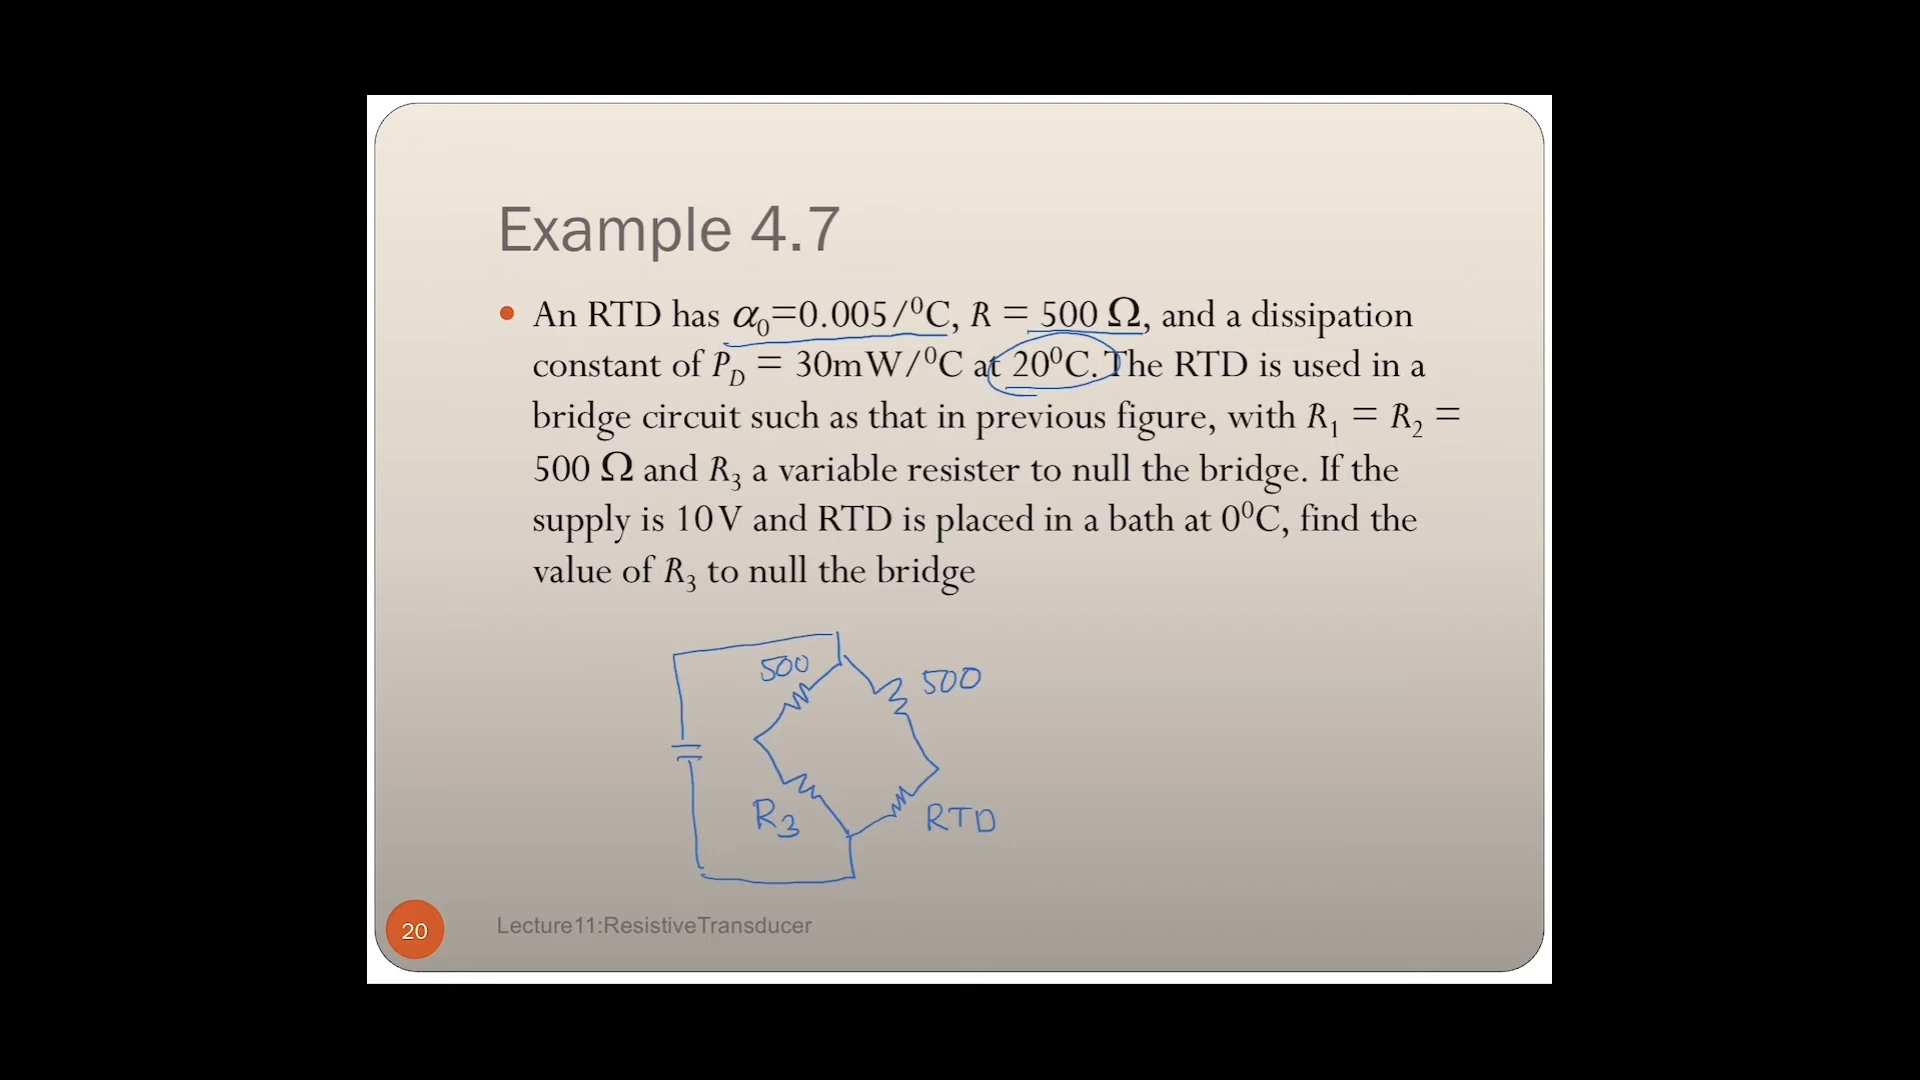 Example 4.7
• An RTD has α₀=0.005/⁰C, R = 500 Ω, and a dissipation
constant of P_D = 30mW/⁰C at 20⁰C. The RTD is used in a
bridge circuit such as that in previous figure, with R₁ = R₂ =
500 Ω and R₃ a variable resister to null the bridge. If the
supply is 10V and RTD is placed in a bath at 0⁰C, find the
value of R₃ to null the bridge
500
500
R3
RTD
20
Lecture11:ResistiveTransducer